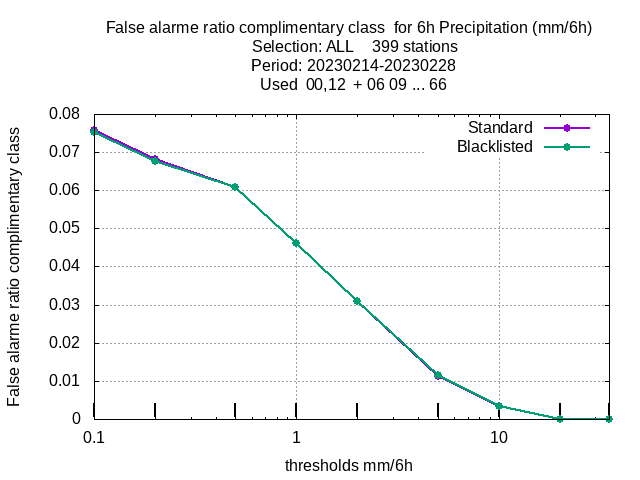 False alarme ratio complimentary class  for 6h Precipitation (mm/6h)
Selection: ALL    399 stations
Period: 20230214-20230228
Used  00,12  + 06 09 ... 66
Standard
Blacklisted
False alarme ratio complimentary class
0.08
0.07
0.06
0.05
0.04
0.03
0.02
0.01
0
0.1
1
10
thresholds mm/6h